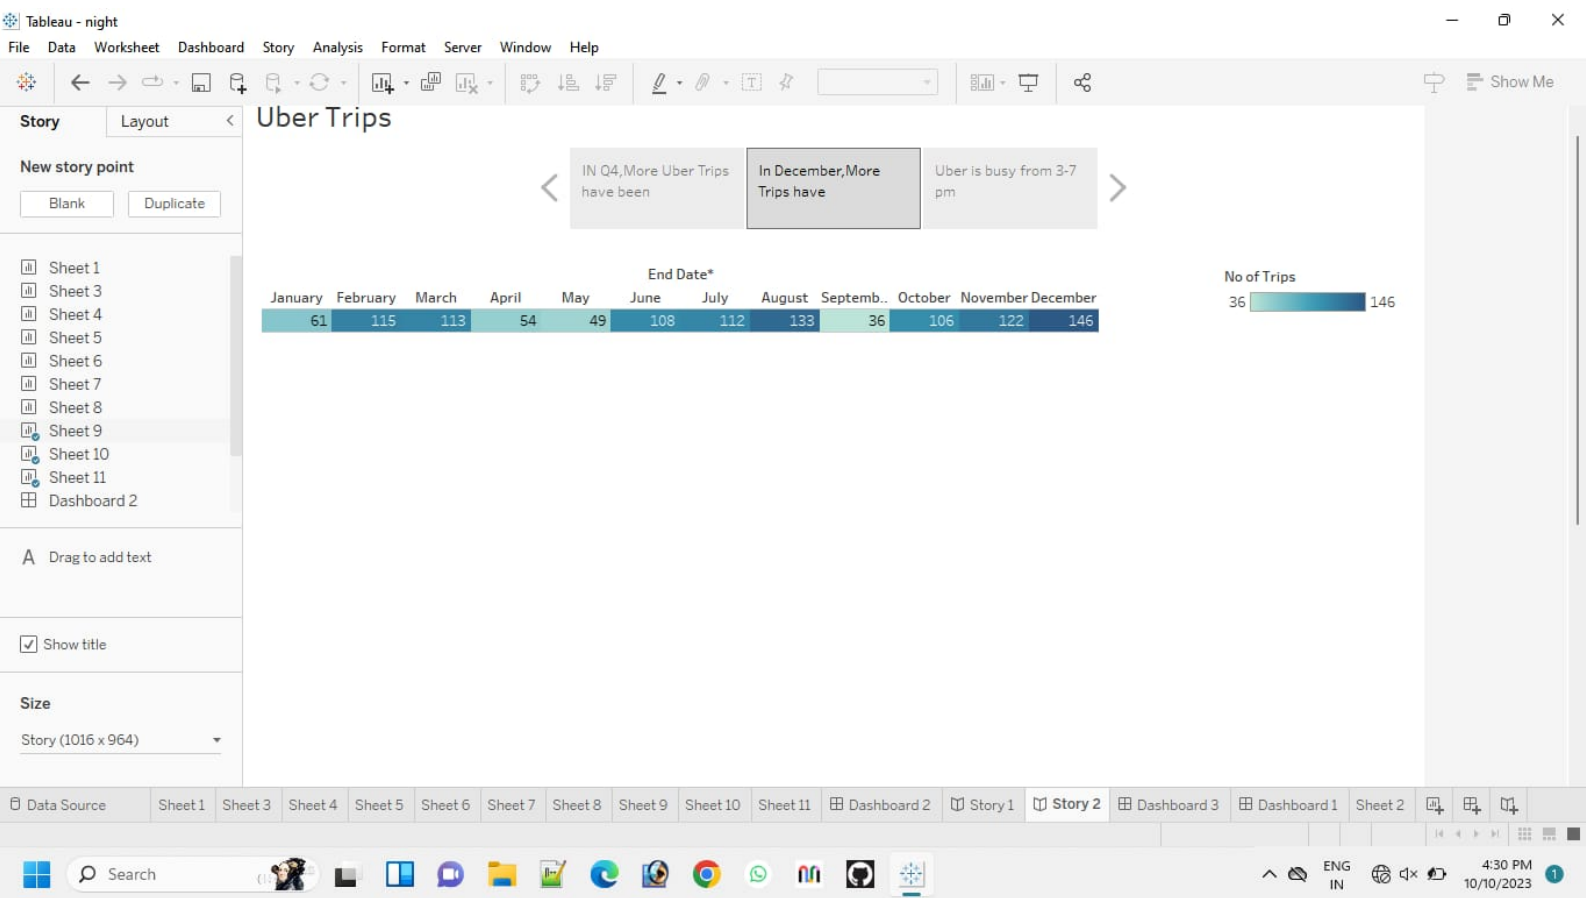 Tableau - night
File Data Worksheet Dashboard Story Analysis Format Server Window Help
Show Me
Story Layout
New story point
Blank Duplicate
Sheet 1
Sheet 3
Sheet 4
Sheet 5
Sheet 6
Sheet 7
Sheet 8
Sheet 9
Sheet 10
Sheet 11
Dashboard 2
A Drag to add text
Show title
Size
Story (1016 x 964)
Uber Trips
IN Q4,More Uber Trips
have been
In December,More
Trips have
Uber is busy from 3-7
pm
End Date*
January February March April May June July August Septemb.. October November December
61 115 113 54 49 108 112 133 36 106 122 146
No of Trips
36 146
Data Source Sheet 1 Sheet 3 Sheet 4 Sheet 5 Sheet 6 Sheet 7 Sheet 8 Sheet 9 Sheet 10 Sheet 11 Dashboard 2 Story 1 Story 2 Dashboard 3 Dashboard 1 Sheet 2
Search
ENG
IN
4:30 PM
10/10/2023
1